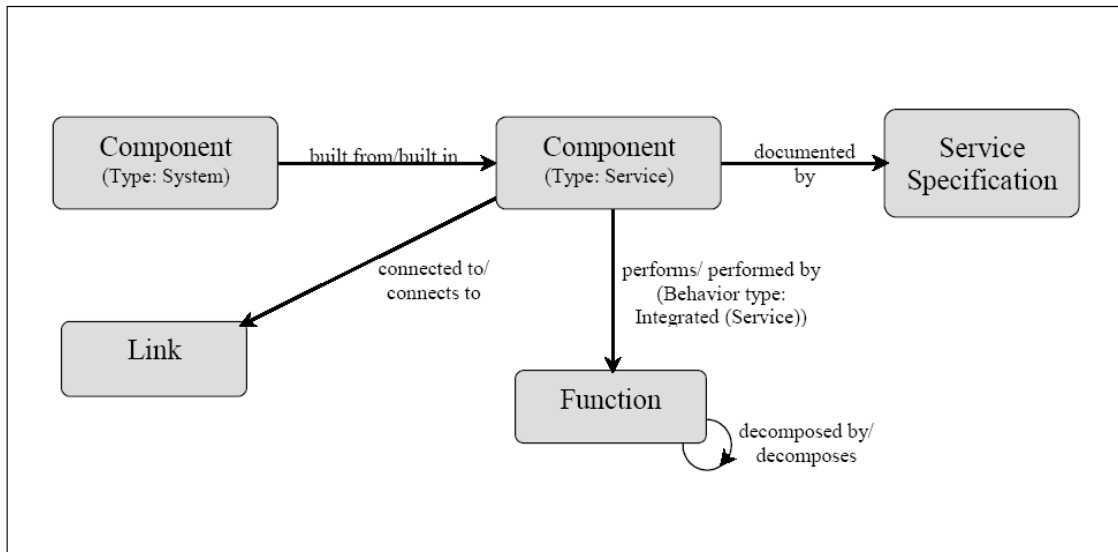 Component
(Type: System)
built from/built in
Component
(Type: Service)
documented
by
Service
Specification
connected to/
connects to
performs/ performed by
(Behavior type:
Integrated (Service))
Link
Function
decomposed by/
decomposes